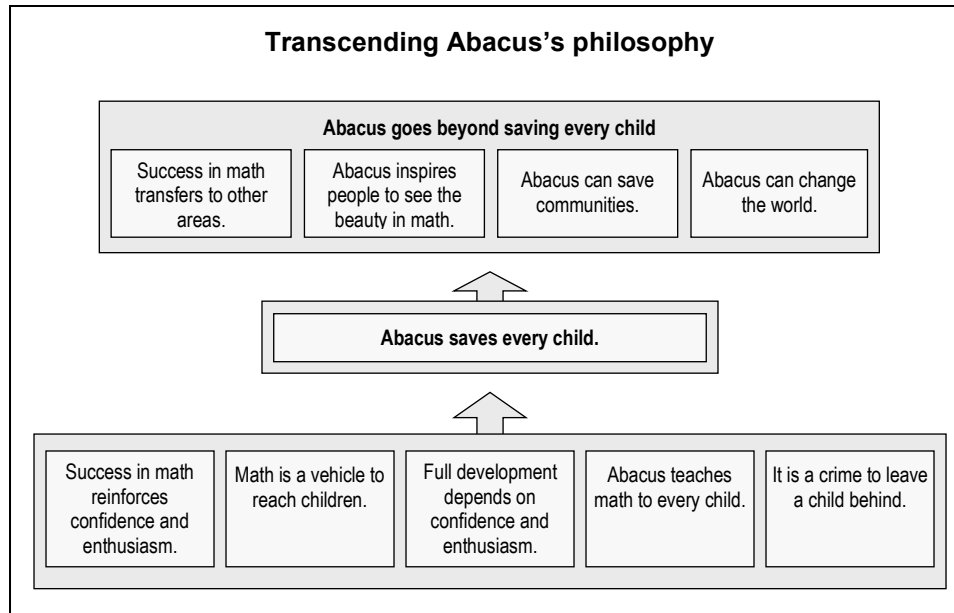 Transcending Abacus’s philosophy
Abacus goes beyond saving every child
Success in math
transfers to other
areas.
Abacus inspires
people to see the
beauty in math.
Abacus can save
communities.
Abacus can change
the world.
Abacus saves every child.
Success in math
reinforces
confidence and
enthusiasm.
Math is a vehicle to
reach children.
Full development
depends on
confidence and
enthusiasm.
Abacus teaches
math to every child.
It is a crime to leave
a child behind.